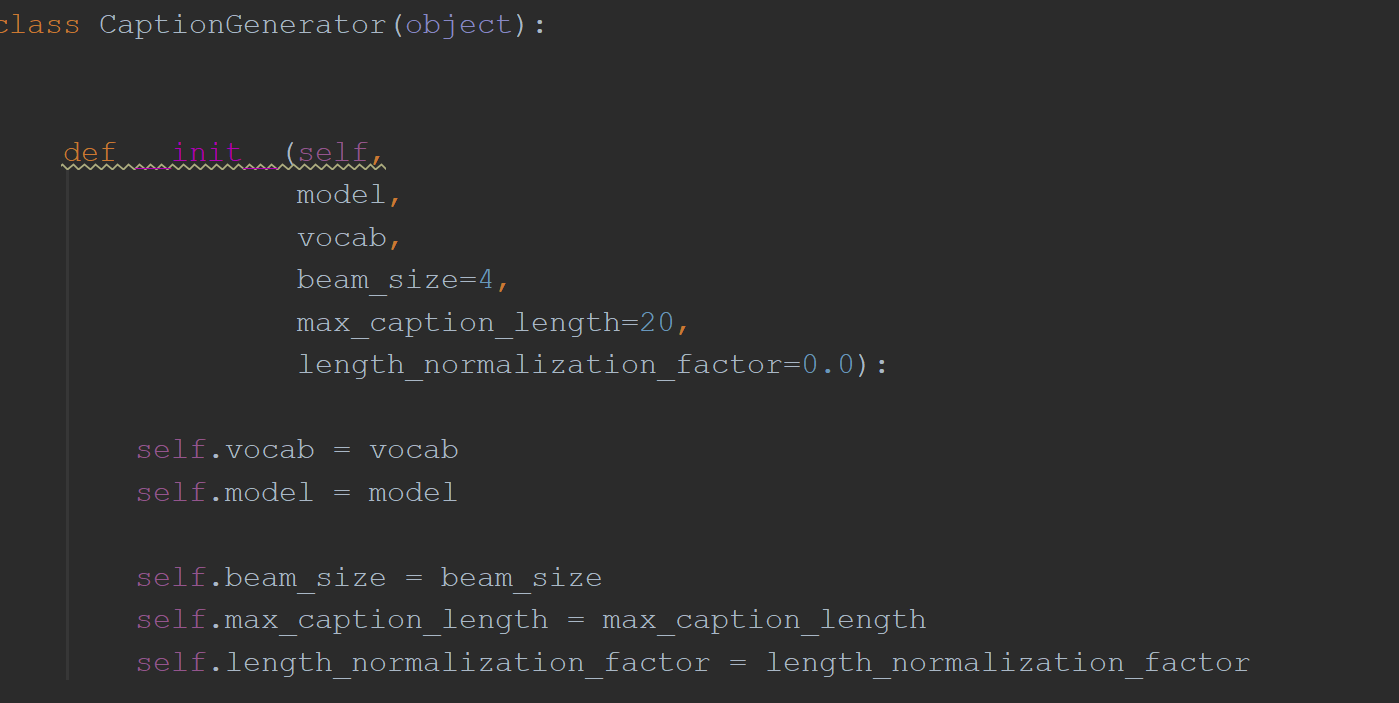 class CaptionGenerator(object):
def __init__(self,
model,
vocab,
beam_size=4,
max_caption_length=20,
length_normalization_factor=0.0):
self.vocab = vocab
self.model = model
self.beam_size = beam_size
self.max_caption_length = max_caption_length
self.length_normalization_factor = length_normalization_factor